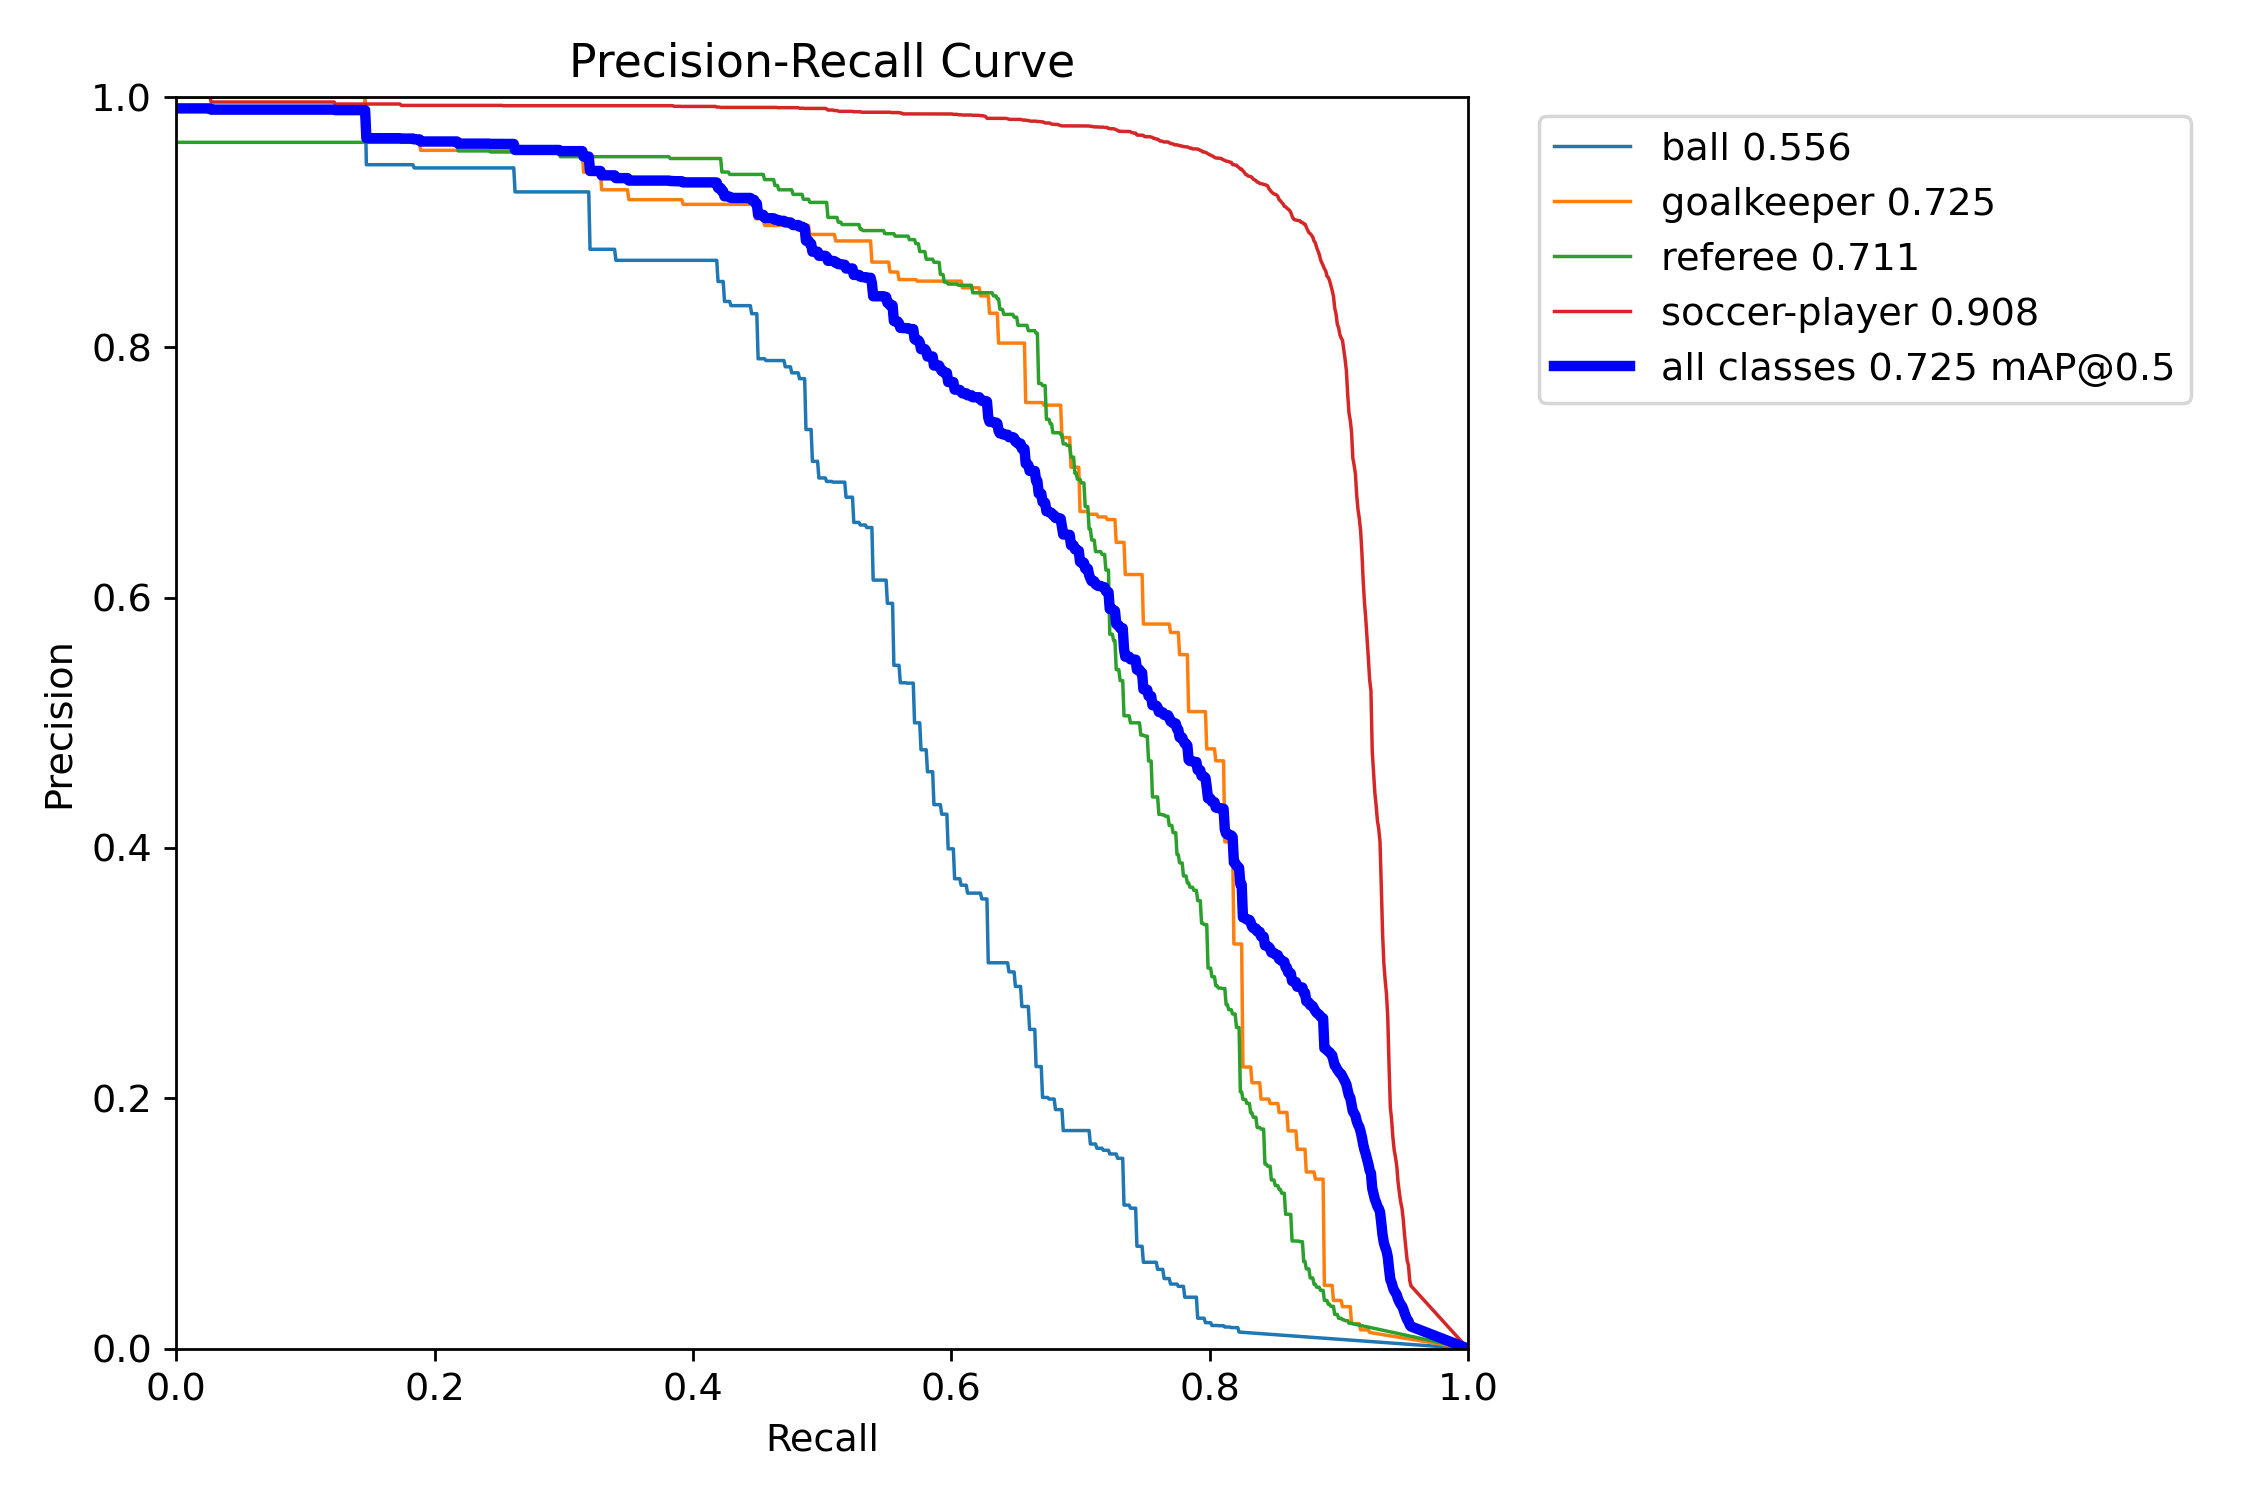 Precision-Recall Curve
1.0
0.8
0.6
0.4
0.2
0.0
Precision
0.0 0.2 0.4 0.6 0.8 1.0
Recall
ball 0.556
goalkeeper 0.725
referee 0.711
soccer-player 0.908
all classes 0.725 mAP@0.5